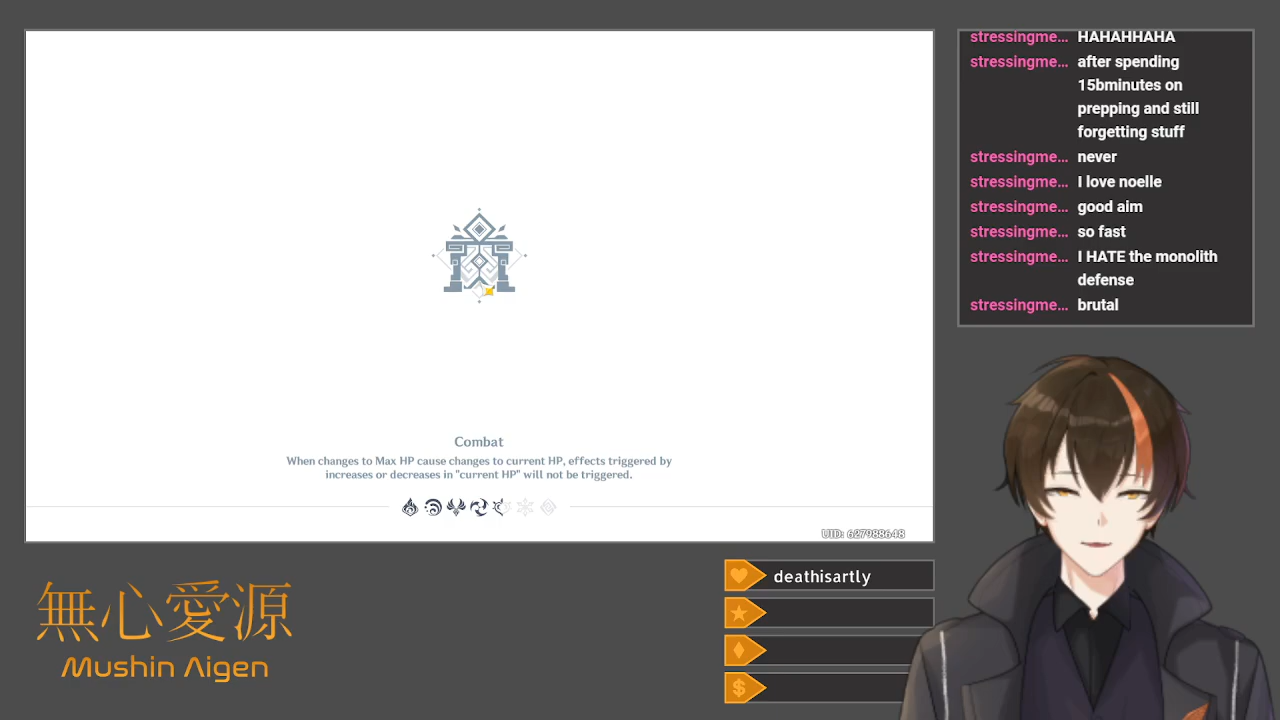 stressingme... HAHAHHAHA
stressingme... after spending
15bminutes on
prepping and still
forgetting stuff
stressingme... never
stressingme... I love noelle
stressingme... good aim
stressingme... so fast
stressingme... I HATE the monolith
defense
stressingme... brutal
Combat
When changes to Max HP cause changes to current HP, effects triggered by
increases or decreases in "current HP" will not be triggered.
UID: 627988648
deathisartly
無心愛源
Mushin Aigen